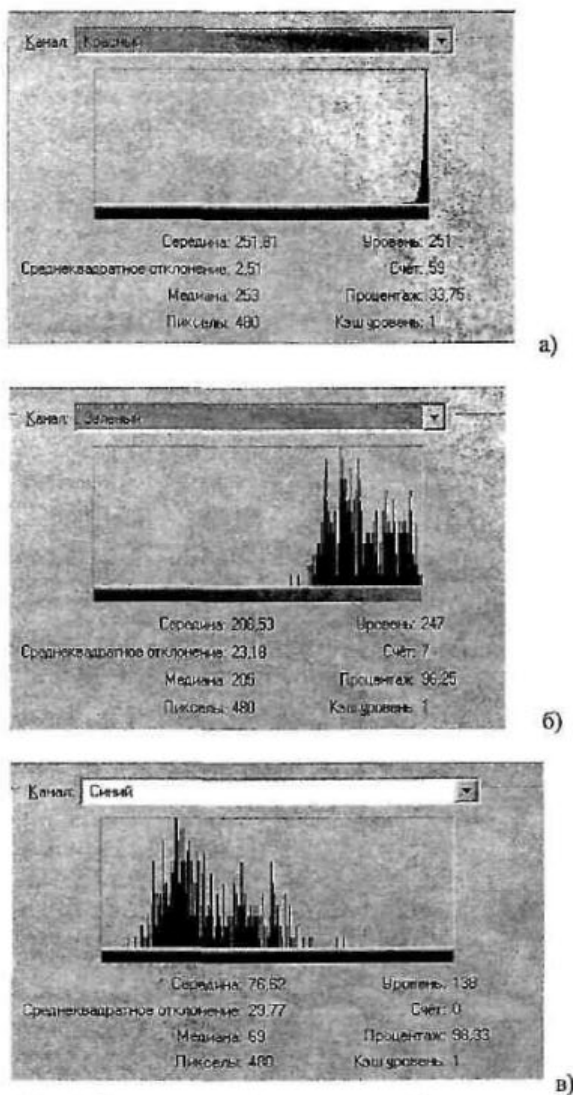 Канал: Красный
Середина: 251,81 Уровень: 251
Среднеквадратное отклонение: 2,51 Счёт: 59
Медиана: 253 Процентаж: 33,75
Пикселы: 480 Кэш уровень: 1
а)
Канал: Зеленый
Середина: 206,53 Уровень: 247
Среднеквадратное отклонение: 23,18 Счёт: 7
Медиана: 205 Процентаж: 96,25
Пикселы: 480 Кэш уровень: 1
б)
Канал: Синий
Середина: 76,62 Уровень: 138
Среднеквадратное отклонение: 29,77 Счёт: 0
Медиана: 69 Процентаж: 98,33
Пикселы: 480 Кэш уровень: 1
в)